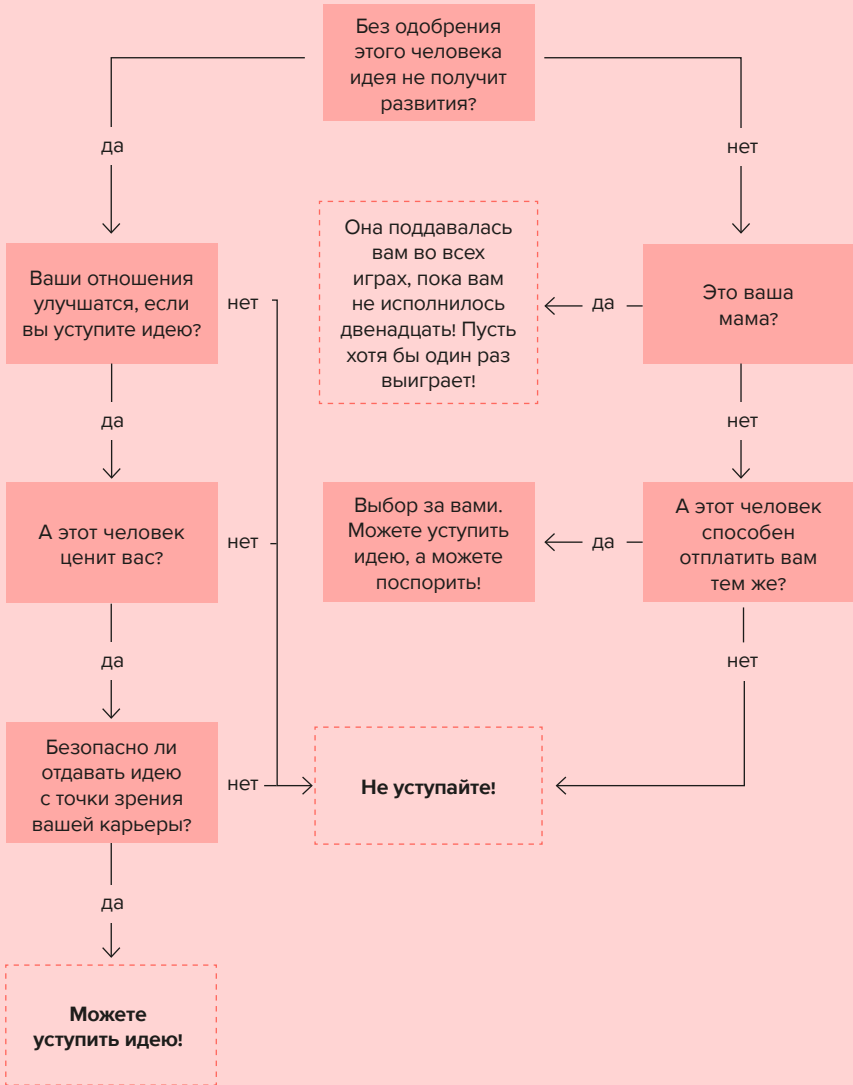 Без одобрения
этого человека
идея не получит
развития?
да
нет
Она поддавалась
вам во всех
играх, пока вам
не исполнилось
двенадцать! Пусть
хотя бы один раз
выиграет!
Ваши отношения
улучшатся, если
вы уступите идею?
нет
да
Это ваша
мама?
да
нет
А этот человек
ценит вас?
нет
Выбор за вами.
Можете уступить
идею, а можете
поспорить!
да
А этот человек
способен
отплатить вам
тем же?
да
нет
Безопасно ли
отдавать идею
с точки зрения
вашей карьеры?
нет
Не уступайте!
да
Можете
уступить идею!